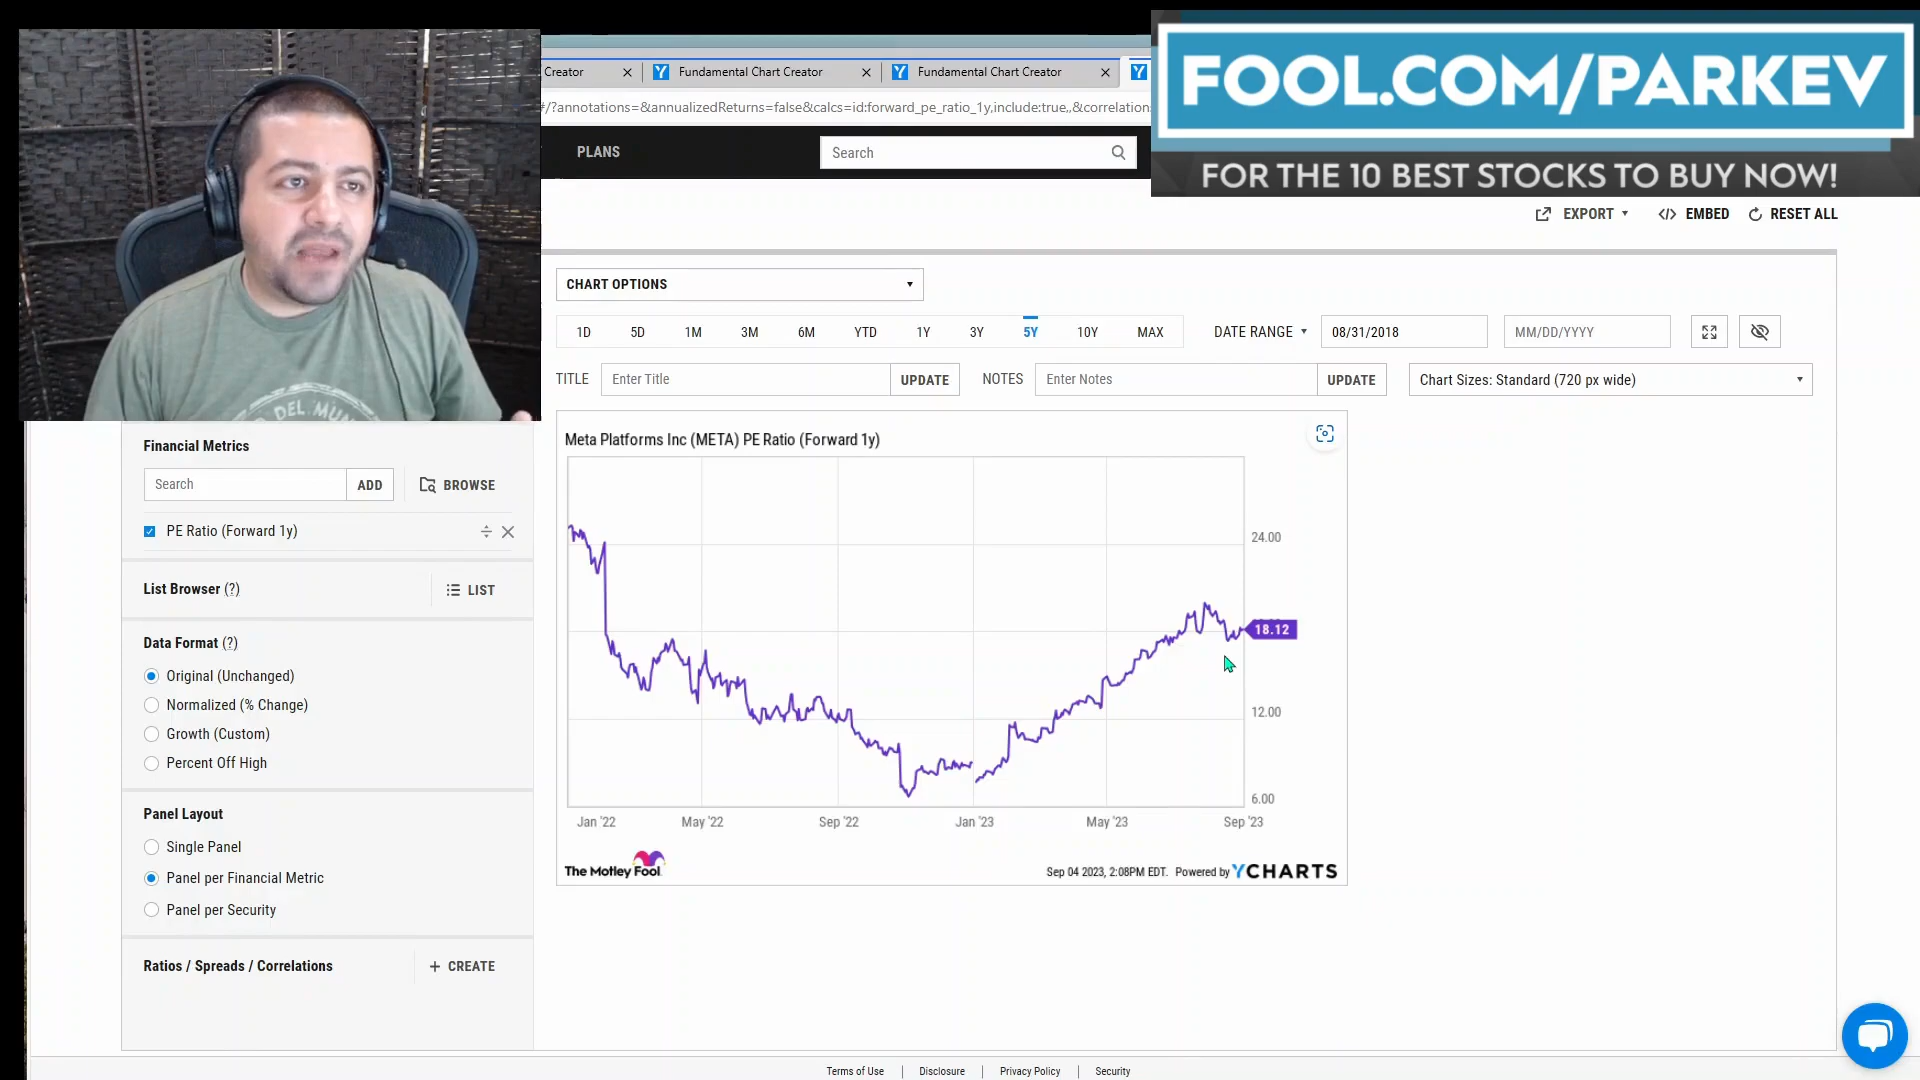 FOOL.COM/PARKEV
FOR THE 10 BEST STOCKS TO BUY NOW!
Creator
Fundamental Chart Creator
Fundamental Chart Creator
#/?annotations=&annualizedReturns=false&calcs=id:forward_pe_ratio_1y,include:true,,&correlation
PLANS
Search
EXPORT
EMBED
RESET ALL
CHART OPTIONS
1D 5D 1M 3M 6M YTD 1Y 3Y 5Y 10Y MAX DATE RANGE 08/31/2018 MM/DD/YYYY
TITLE Enter Title UPDATE NOTES Enter Notes UPDATE Chart Sizes: Standard (720 px wide)
DEL MUN
Financial Metrics
Search ADD BROWSE
PE Ratio (Forward 1y)
List Browser (?) LIST
Data Format (?)
Original (Unchanged)
Normalized (% Change)
Growth (Custom)
Percent Off High
Panel Layout
Single Panel
Panel per Financial Metric
Panel per Security
Ratios / Spreads / Correlations + CREATE
Meta Platforms Inc (META) PE Ratio (Forward 1y)
24.00
18.12
12.00
6.00
Jan '22 May '22 Sep '22 Jan '23 May '23 Sep '23
The Motley Fool
Sep 04 2023, 2:08PM EDT. Powered by YCHARTS
Terms of Use | Disclosure | Privacy Policy | Security